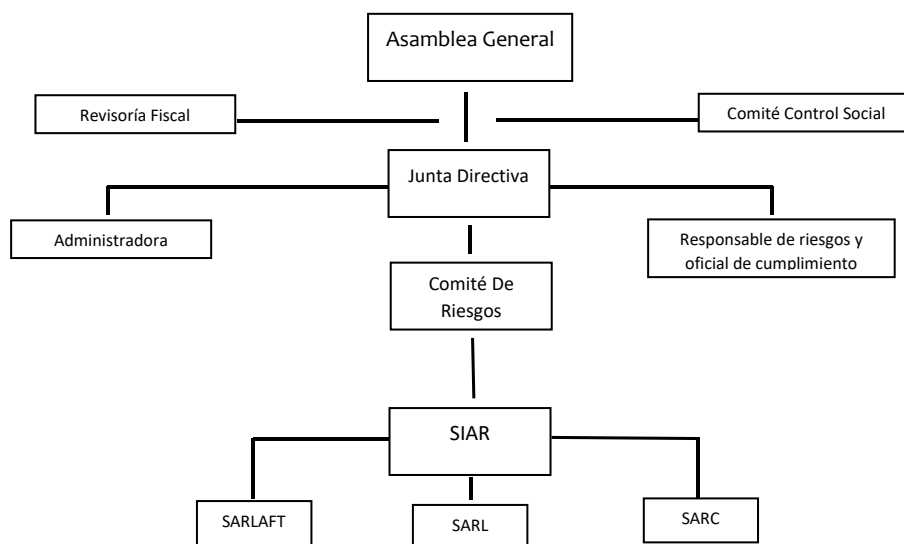 Asamblea General
Revisoría Fiscal
Comité Control Social
Junta Directiva
Administradora
Responsable de riesgos y
oficial de cumplimiento
Comité De
Riesgos
SIAR
SARLAFT
SARL
SARC